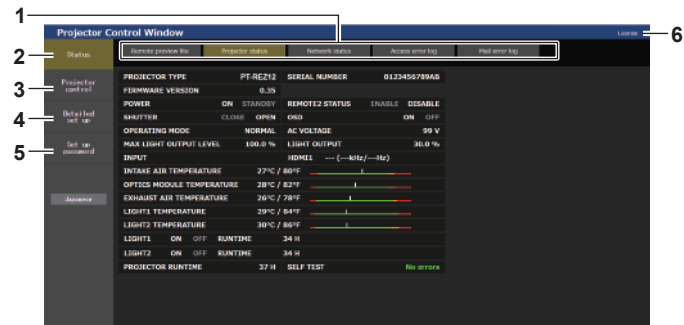 1
Projector Control Window
License
6
2
Status
Remote preview lite
Projector status
Network status
Access error log
Mail error log
3
Projector
control
4
Detailed
set up
5
Set up
password
Japanese
PROJECTOR TYPE PT-REZ12 SERIAL NUMBER 0123456789AB
FIRMWARE VERSION 0.35
POWER ON STANDBY REMOTE2 STATUS ENABLE DISABLE
SHUTTER CLOSE OPEN OSD ON OFF
OPERATING MODE NORMAL AC VOLTAGE 99 V
MAX LIGHT OUTPUT LEVEL 100.0 % LIGHT OUTPUT 30.0 %
INPUT HDMI1 --- (---kHz/---Hz)
INTAKE AIR TEMPERATURE 27°C / 80°F
OPTICS MODULE TEMPERATURE 28°C / 82°F
EXHAUST AIR TEMPERATURE 26°C / 78°F
LIGHT1 TEMPERATURE 29°C / 84°F
LIGHT2 TEMPERATURE 30°C / 86°F
LIGHT1 ON OFF RUNTIME 34 H
LIGHT2 ON OFF RUNTIME 34 H
PROJECTOR RUNTIME 37 H SELF TEST No errors